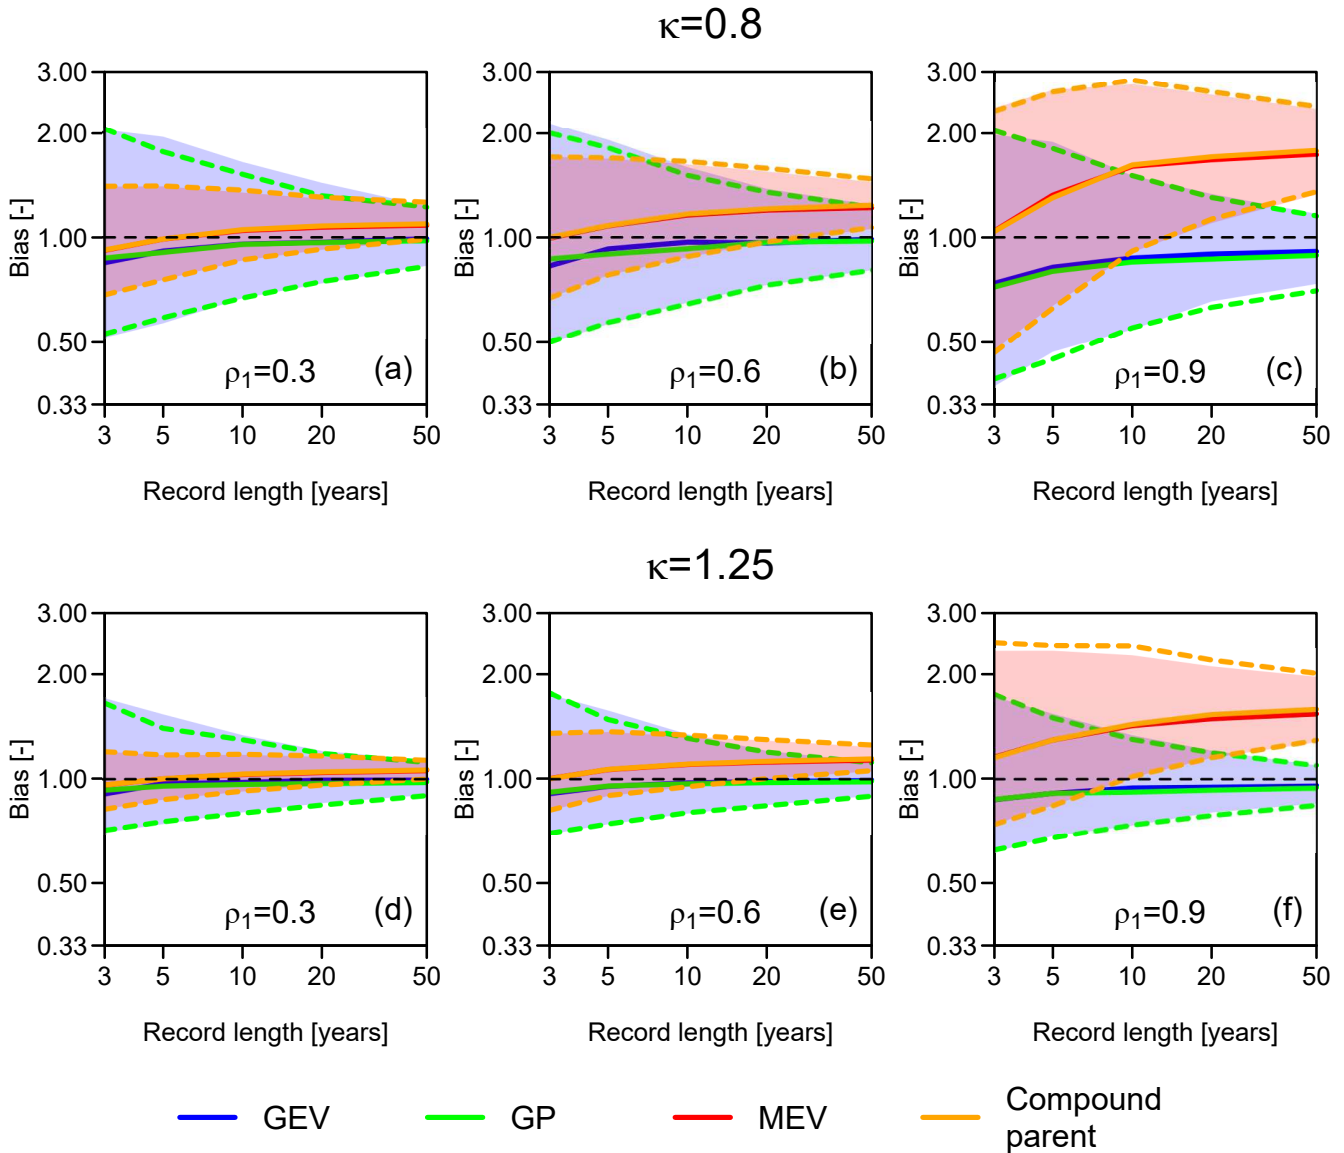 κ=0.8
3.00
2.00
1.00
0.50
0.33
Bias [-]
3 5 10 20 50
Record length [years]
ρ₁=0.3
(a)
3.00
2.00
1.00
0.50
0.33
Bias [-]
3 5 10 20 50
Record length [years]
ρ₁=0.6
(b)
3.00
2.00
1.00
0.50
0.33
Bias [-]
3 5 10 20 50
Record length [years]
ρ₁=0.9
(c)
κ=1.25
3.00
2.00
1.00
0.50
0.33
Bias [-]
3 5 10 20 50
Record length [years]
ρ₁=0.3
(d)
3.00
2.00
1.00
0.50
0.33
Bias [-]
3 5 10 20 50
Record length [years]
ρ₁=0.6
(e)
3.00
2.00
1.00
0.50
0.33
Bias [-]
3 5 10 20 50
Record length [years]
ρ₁=0.9
(f)
GEV
GP
MEV
Compound
parent